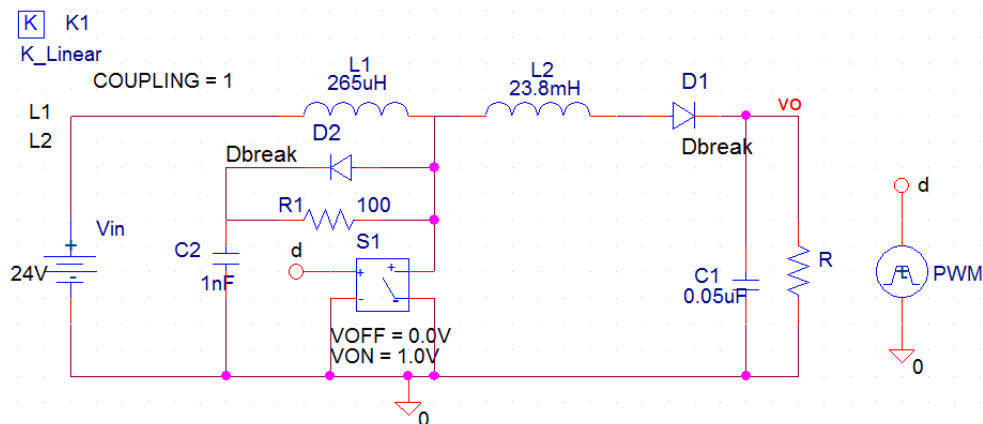 K K1
K_Linear
COUPLING = 1
L1
L2
L1
265uH
L2
23.8mH
D1
Dbreak
vo
D2
Dbreak
R1 100
S1
d
C2
1nF
Vin
+
-
24V
+
-
+
-
VOFF = 0.0V
VON = 1.0V
0
C1
0.05uF
R
d
PWM
0